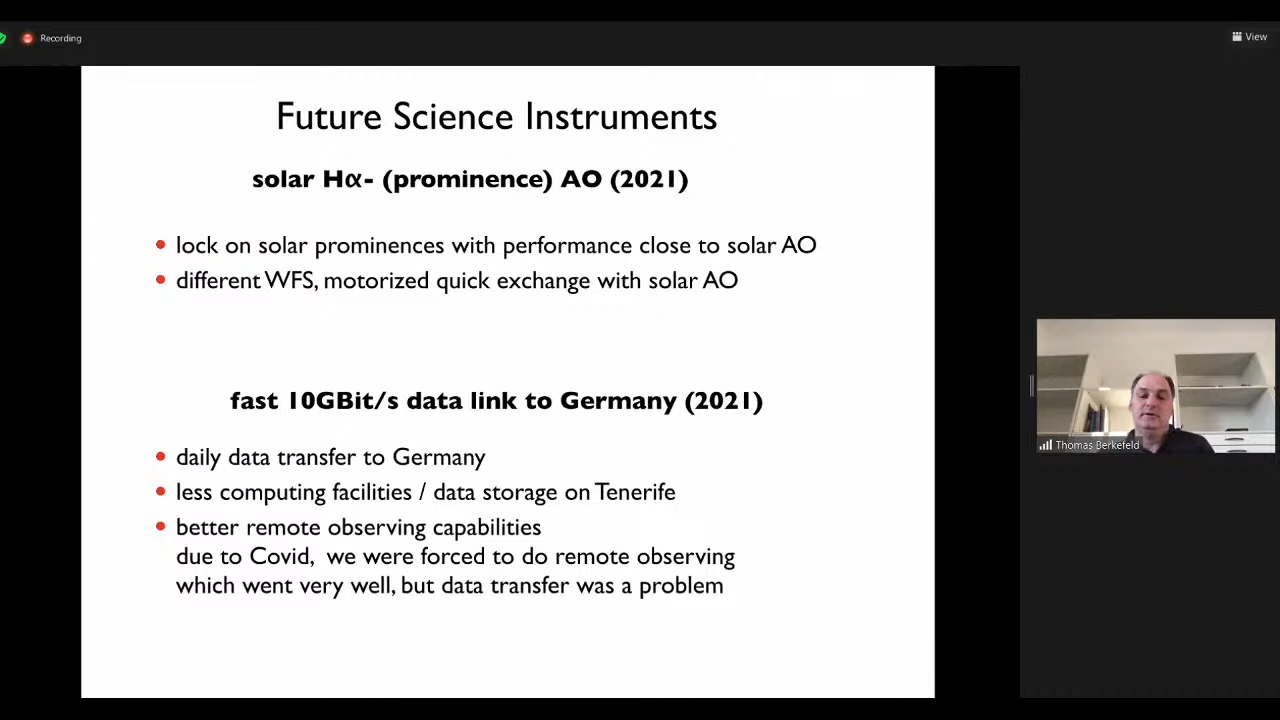 Recording
View
Future Science Instruments
solar Hα- (prominence) AO (2021)
lock on solar prominences with performance close to solar AO
different WFS, motorized quick exchange with solar AO
fast 10GBit/s data link to Germany (2021)
daily data transfer to Germany
less computing facilities / data storage on Tenerife
better remote observing capabilities
due to Covid, we were forced to do remote observing
which went very well, but data transfer was a problem
Thomas Berkefeld